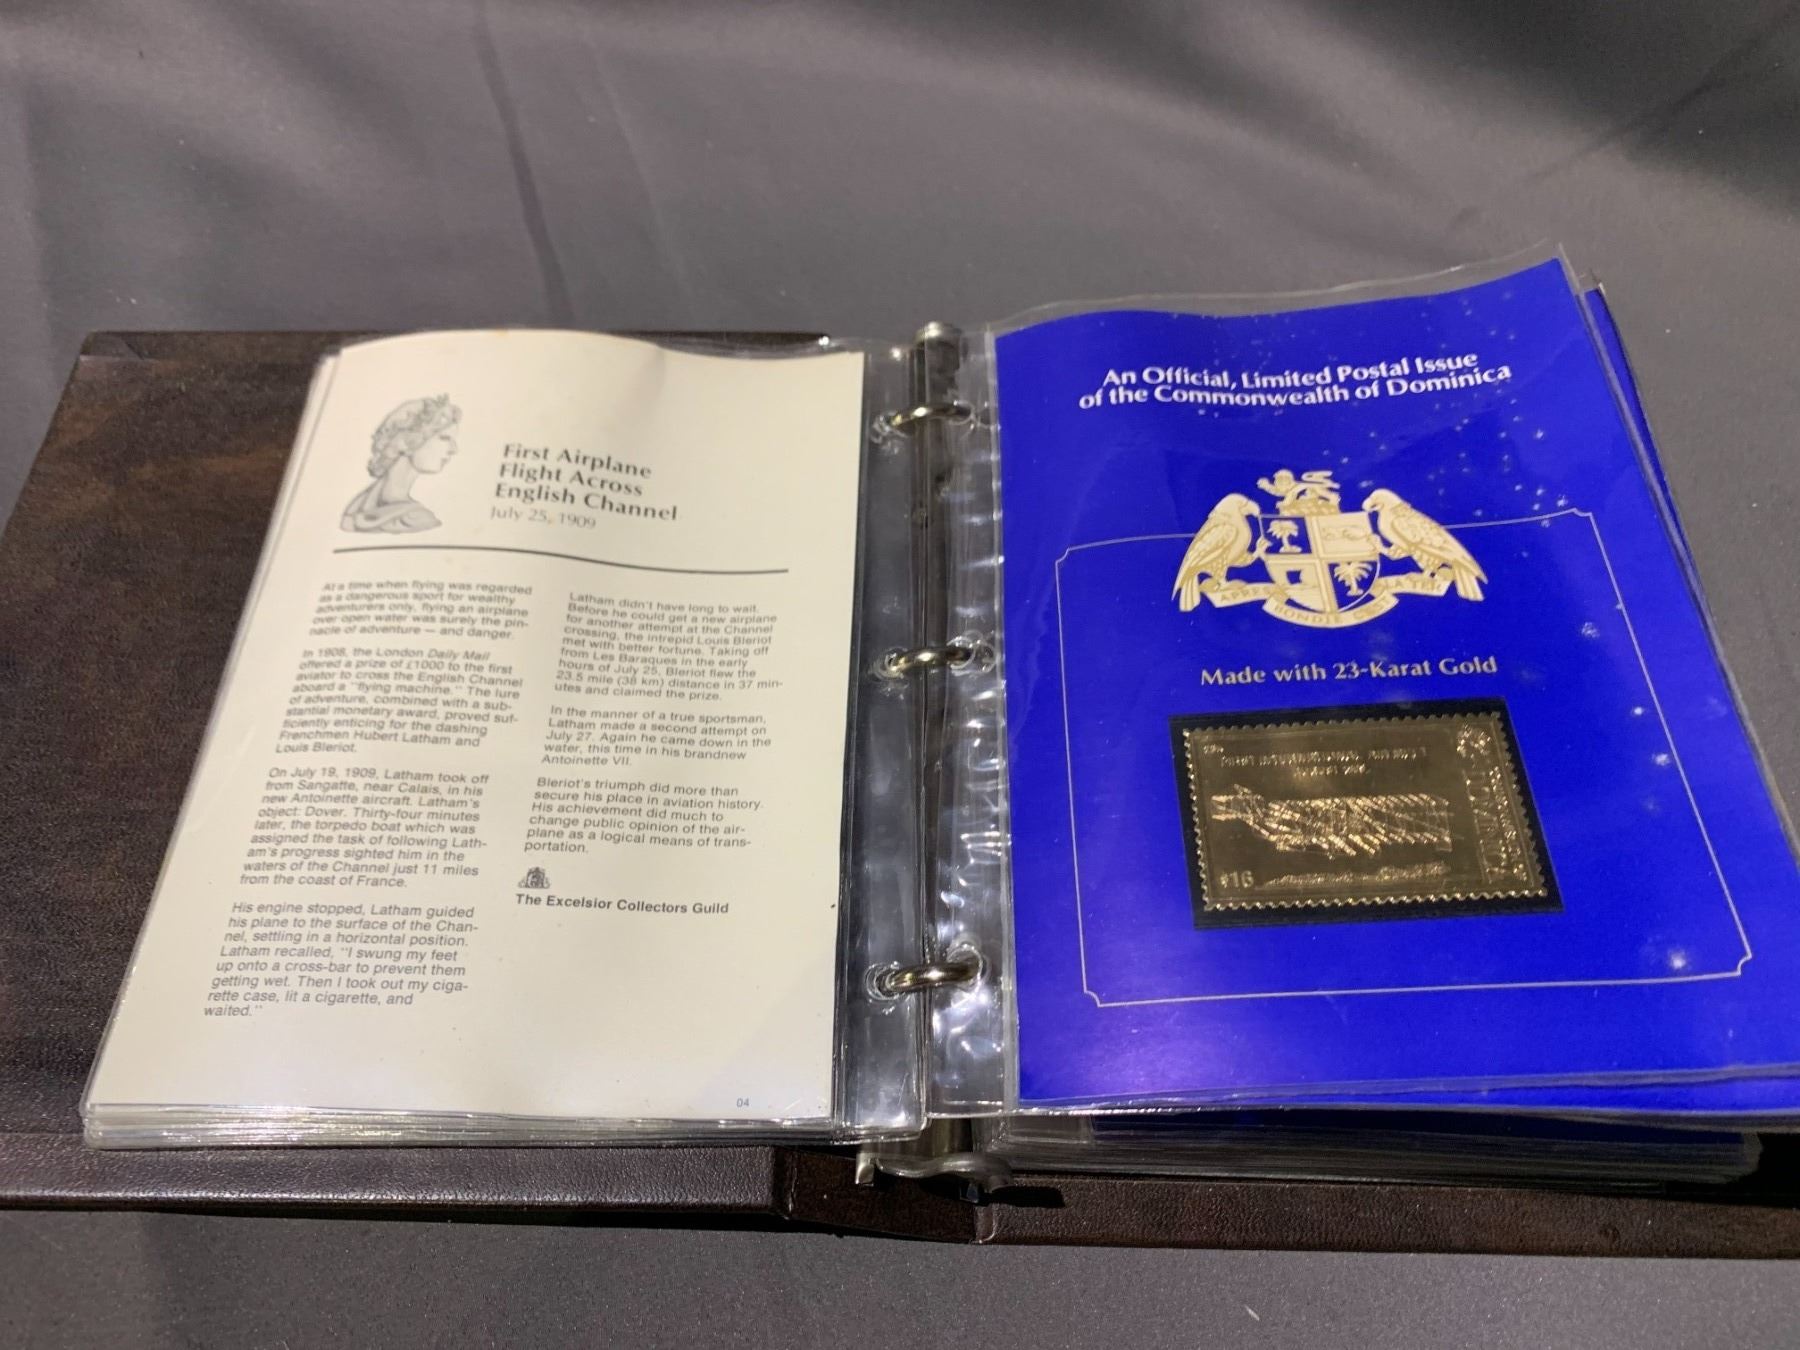 First Airplane
Flight Across
English Channel
July 25, 1909
At a time when flying was regarded
as a dangerous sport for wealthy
adventurers only, flying an airplane
over open water was surely the pin-
nacle of adventure — and danger.
In 1908, the London Daily Mail
offered a prize of £1000 to the first
aviator to cross the English Channel
aboard a "flying machine." The lure
of adventure, combined with a sub-
stantial monetary award, proved suf-
ficiently enticing for the dashing
Frenchmen Hubert Latham and
Louis Bleriot.
On July 19, 1909, Latham took off
from Sangatte, near Calais, in his
new Antoinette aircraft. Latham's
object: Dover. Thirty-four minutes
later, the torpedo boat which was
assigned the task of following Lath-
am's progress sighted him in the
waters of the Channel just 11 miles
from the coast of France.
His engine stopped, Latham guided
his plane to the surface of the Chan-
nel, settling in a horizontal position.
Latham recalled, "I swung my feet
up onto a cross-bar to prevent them
getting wet. Then I took out my ciga-
rette case, lit a cigarette, and
waited."
Latham didn't have long to wait.
Before he could get a new airplane
for another attempt at the Channel
crossing, the intrepid Louis Bleriot
met with better fortune. Taking off
from Les Baraques in the early
hours of July 25, Bleriot flew the
23.5 mile (38 km) distance in 37 min-
utes and claimed the prize.
In the manner of a true sportsman,
Latham made a second attempt on
July 27. Again he came down in the
water, this time in his brandnew
Antoinette VII.
Bleriot's triumph did more than
secure his place in aviation history.
His achievement did much to
change public opinion of the air-
plane as a logical means of trans-
portation.
The Excelsior Collectors Guild
04
An Official, Limited Postal Issue
of the Commonwealth of Dominica
APRES BONDIE C'EST LA TER
Made with 23-Karat Gold
$16